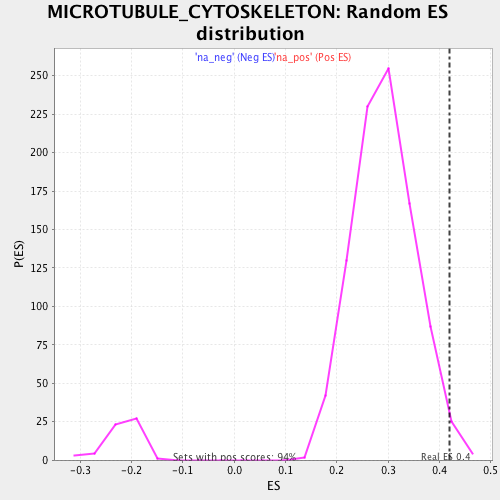 MICROTUBULE_CYTOSKELETON: Random ES
distribution
'na_neg' (Neg ES) 'na_pos' (Pos ES)
250
225
200
175
150
125
100
75
50
25
0
P(ES)
Sets with pos scores: 94%
Real ES 0.4
-0.3 -0.2 -0.1 0.0 0.1 0.2 0.3 0.4 0.5
ES